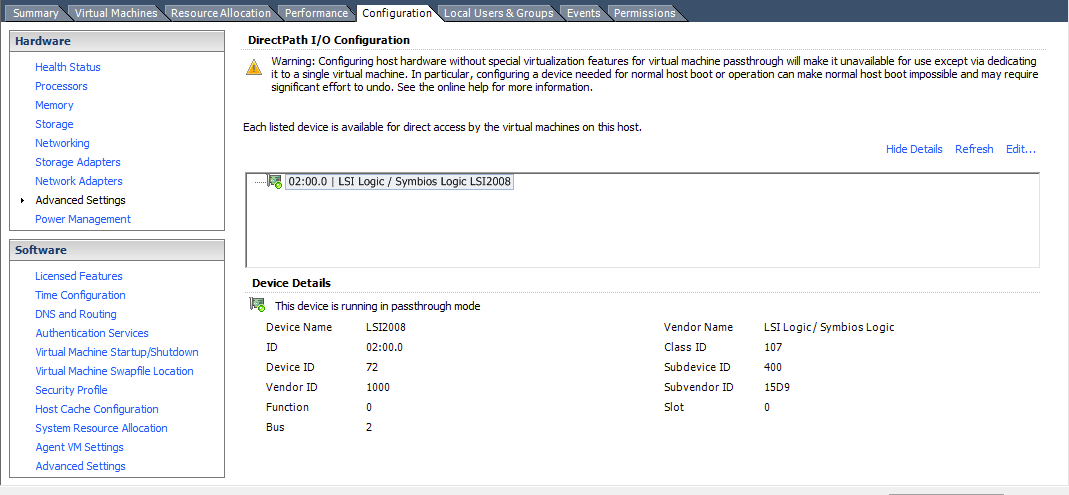 Summary Virtual Machines Resource Allocation Performance Configuration Local Users & Groups Events Permissions
Hardware
Health Status
Processors
Memory
Storage
Networking
Storage Adapters
Network Adapters
Advanced Settings
Power Management
Software
Licensed Features
Time Configuration
DNS and Routing
Authentication Services
Virtual Machine Startup/Shutdown
Virtual Machine Swapfile Location
Security Profile
Host Cache Configuration
System Resource Allocation
Agent VM Settings
Advanced Settings
DirectPath I/O Configuration
Warning: Configuring host hardware without special virtualization features for virtual machine passthrough will make it unavailable for use except via dedicating
it to a single virtual machine. In particular, configuring a device needed for normal host boot or operation can make normal host boot impossible and may require
significant effort to undo. See the online help for more information.
Each listed device is available for direct access by the virtual machines on this host.
Hide Details Refresh Edit...
02:00.0 | LSI Logic / Symbios Logic LSI2008
Device Details
This device is running in passthrough mode
Device Name LSI2008 Vendor Name LSI Logic / Symbios Logic
ID 02:00.0 Class ID 107
Device ID 72 Subdevice ID 400
Vendor ID 1000 Subvendor ID 15D9
Function 0 Slot 0
Bus 2